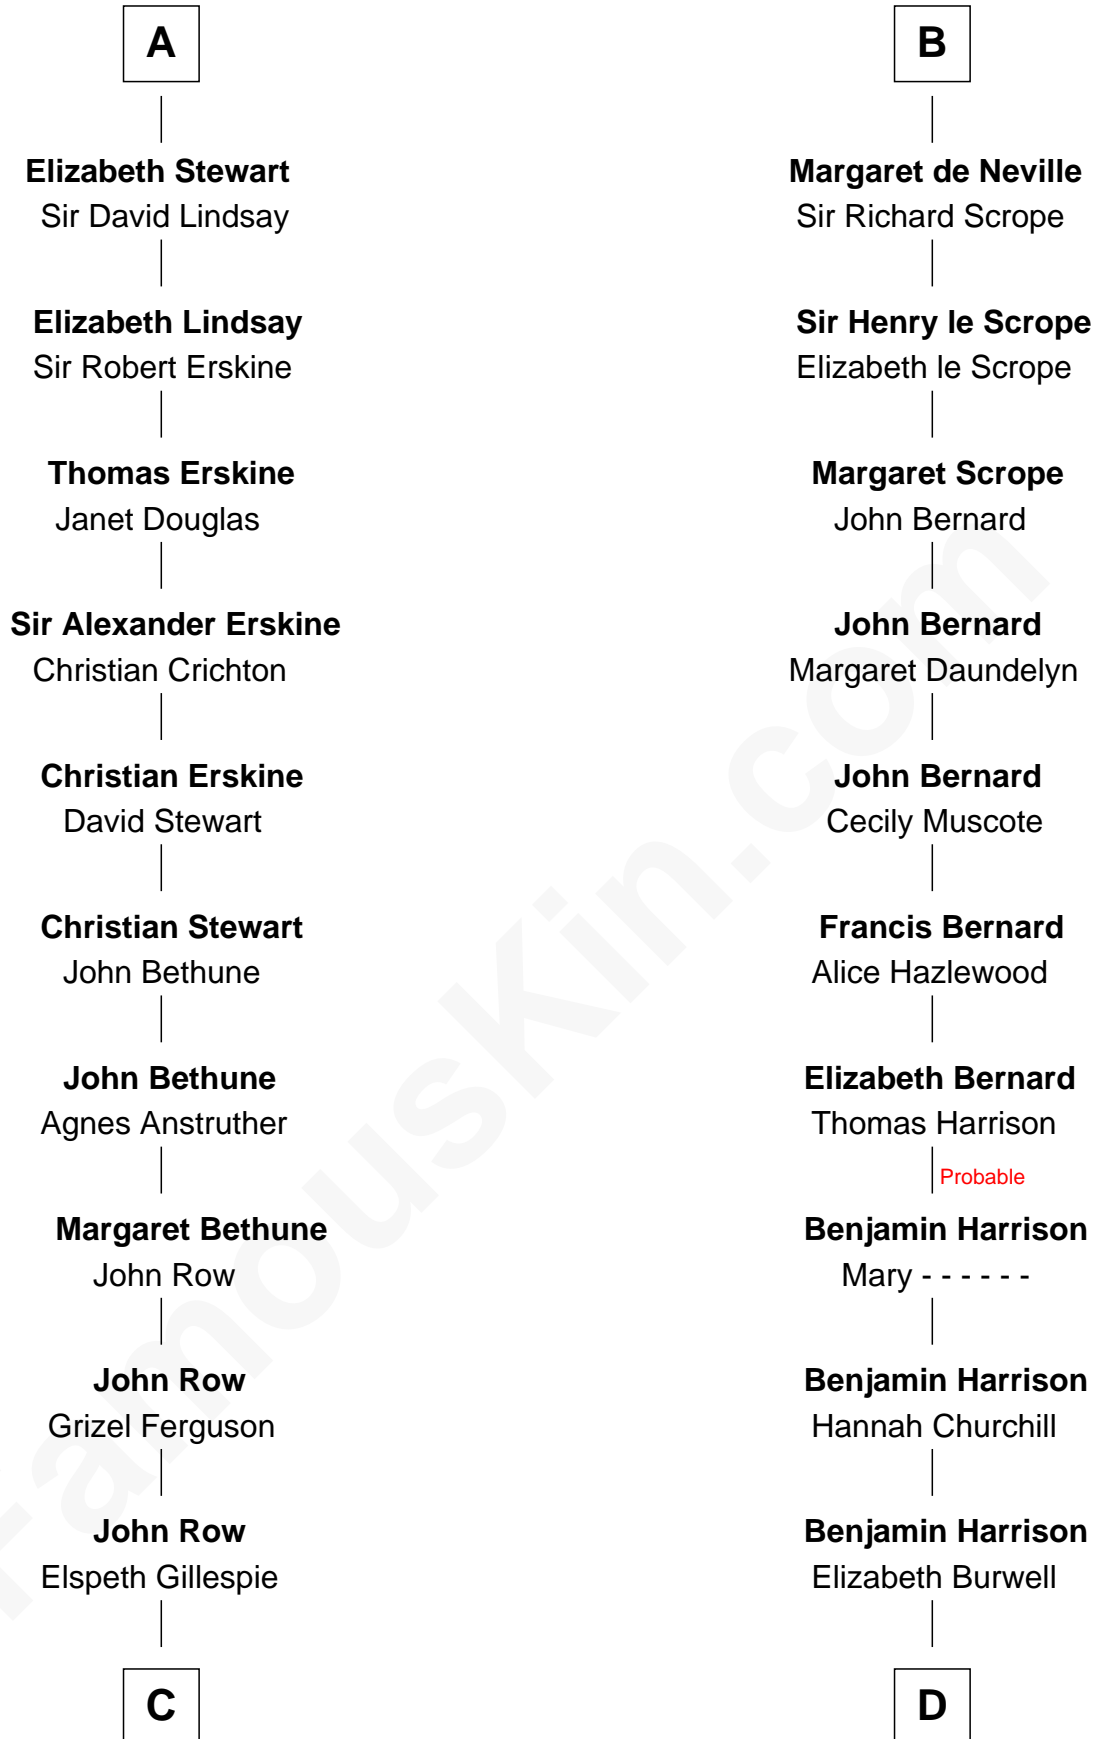 A
Elizabeth Stewart
Sir David Lindsay
Elizabeth Lindsay
Sir Robert Erskine
Thomas Erskine
Janet Douglas
Sir Alexander Erskine
Christian Crichton
Christian Erskine
David Stewart
Christian Stewart
John Bethune
John Bethune
Agnes Anstruther
Margaret Bethune
John Row
John Row
Grizel Ferguson
John Row
Elspeth Gillespie
C
B
Margaret de Neville
Sir Richard Scrope
Sir Henry le Scrope
Elizabeth le Scrope
Margaret Scrope
John Bernard
John Bernard
Margaret Daundelyn
John Bernard
Cecily Muscote
Francis Bernard
Alice Hazlewood
Elizabeth Bernard
Thomas Harrison
Probable
Benjamin Harrison
Mary - - - - - -
Benjamin Harrison
Hannah Churchill
Benjamin Harrison
Elizabeth Burwell
D
FamousKin.com